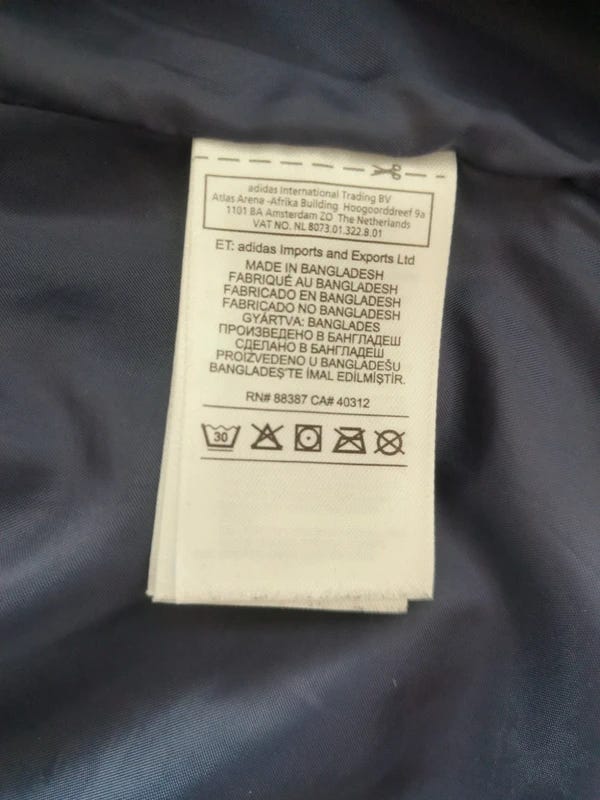 adidas International Trading BV
Atlas Arena -Afrika Building Hoogoorddreef 9a
1101 BA Amsterdam ZO The Netherlands
VAT NO. NL 8073.01.322.B.01
ET: adidas Imports and Exports Ltd
MADE IN BANGLADESH
FABRIQUÉ AU BANGLADESH
FABRICADO EN BANGLADESH
FABRICADO NO BANGLADESH
GYÁRTVA: BANGLADES
ПРОИЗВЕДЕНО В БАНГЛАДЕШ
СДЕЛАНО В БАНГЛАДЕШ
PROIZVEDENO U BANGLADEŠU
BANGLADEŞ'TE İMAL EDİLMİŞTİR.
RN# 88387 CA# 40312
30